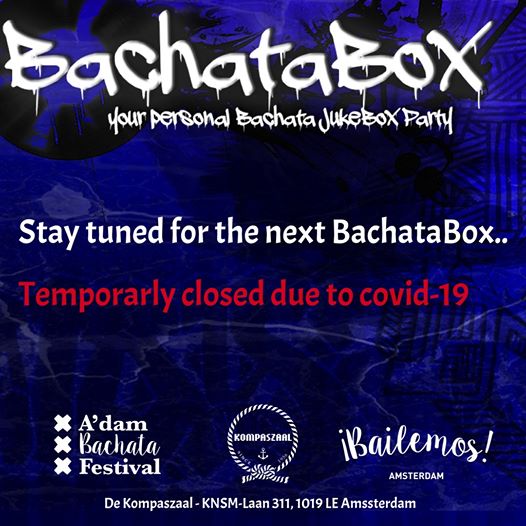 BachataBox
your personal Bachata JukeBox Party
Stay tuned for the next BachataBox..
Temporarly closed due to covid-19
A'dam
Bachata
Festival
KOMPASZAAL
¡Bailemos!
AMSTERDAM
De Kompaszaal - KNSM-Laan 311, 1019 LE Amssterdam